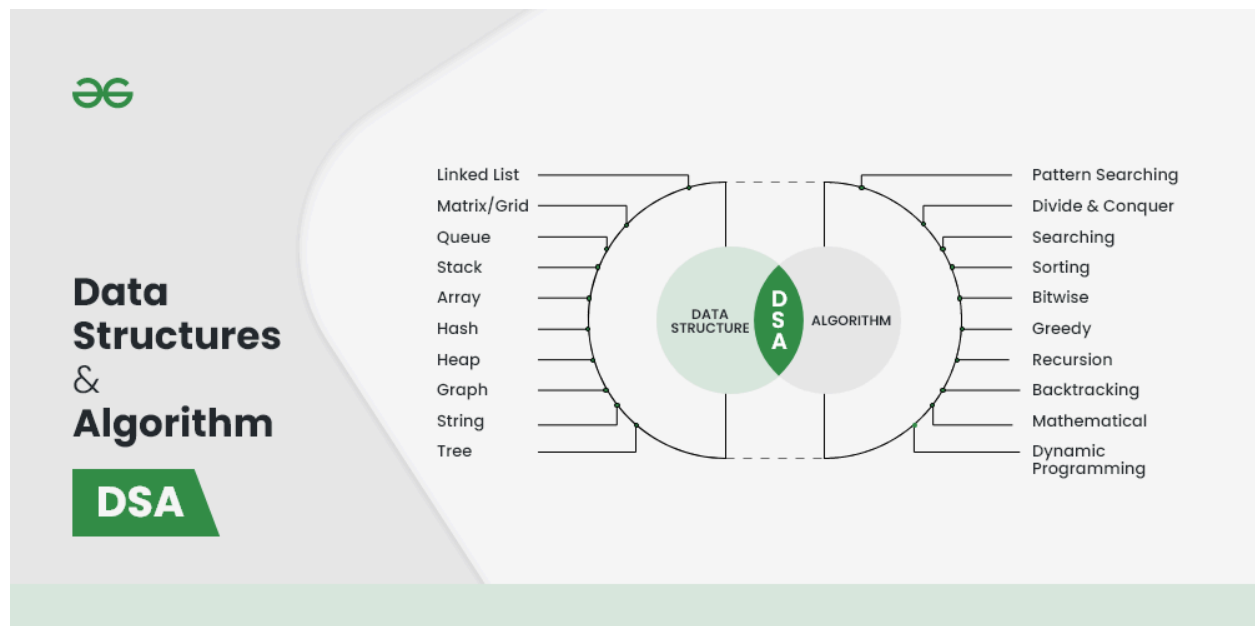 Data
Structures
&
Algorithm
DSA
Linked List
Matrix/Grid
Queue
Stack
Array
Hash
Heap
Graph
String
Tree
DATA
STRUCTURE
D
S
A
ALGORITHM
Pattern Searching
Divide & Conquer
Searching
Sorting
Bitwise
Greedy
Recursion
Backtracking
Mathematical
Dynamic
Programming